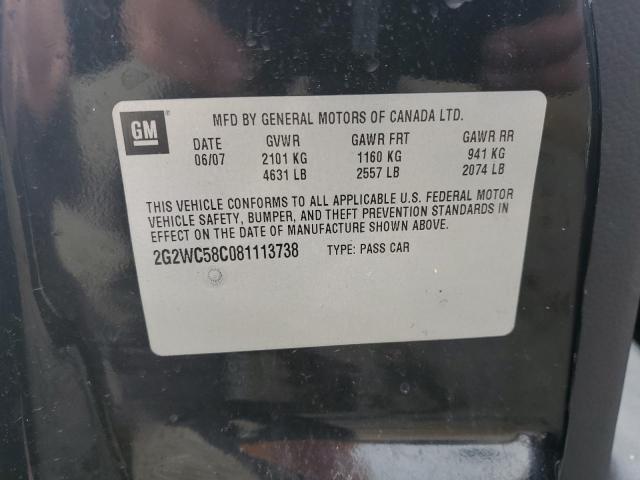 GM
MFD BY GENERAL MOTORS OF CANADA LTD.
DATE GVWR GAWR FRT GAWR RR
06/07 2101 KG 1160 KG 941 KG
4631 LB 2557 LB 2074 LB
THIS VEHICLE CONFORMS TO ALL APPLICABLE U.S. FEDERAL MOTOR
VEHICLE SAFETY, BUMPER, AND THEFT PREVENTION STANDARDS IN
EFFECT ON THE DATE OF MANUFACTURE SHOWN ABOVE.
2G2WC58C081113738 TYPE: PASS CAR